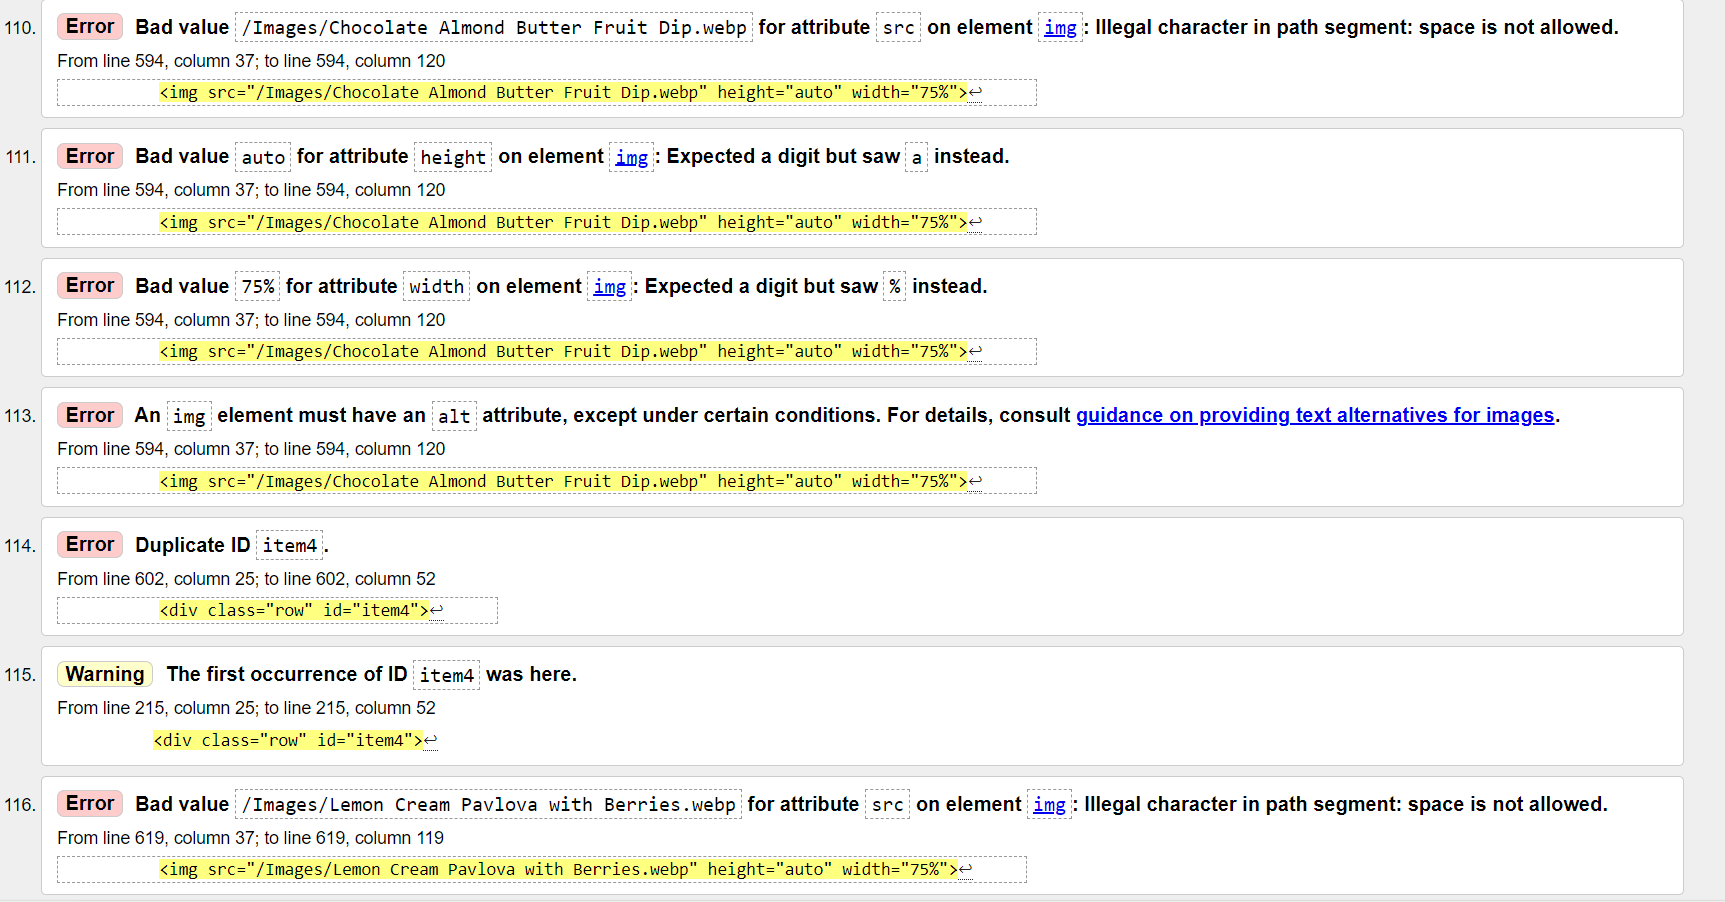 110. Error Bad value /Images/Chocolate Almond Butter Fruit Dip.webp for attribute src on element img: Illegal character in path segment: space is not allowed.
From line 594, column 37; to line 594, column 120
<img src="/Images/Chocolate Almond Butter Fruit Dip.webp" height="auto" width="75%">↩
111. Error Bad value auto for attribute height on element img: Expected a digit but saw a instead.
From line 594, column 37; to line 594, column 120
<img src="/Images/Chocolate Almond Butter Fruit Dip.webp" height="auto" width="75%">↩
112. Error Bad value 75% for attribute width on element img: Expected a digit but saw % instead.
From line 594, column 37; to line 594, column 120
<img src="/Images/Chocolate Almond Butter Fruit Dip.webp" height="auto" width="75%">↩
113. Error An img element must have an alt attribute, except under certain conditions. For details, consult guidance on providing text alternatives for images.
From line 594, column 37; to line 594, column 120
<img src="/Images/Chocolate Almond Butter Fruit Dip.webp" height="auto" width="75%">↩
114. Error Duplicate ID item4.
From line 602, column 25; to line 602, column 52
<div class="row" id="item4">↩
115. Warning The first occurrence of ID item4 was here.
From line 215, column 25; to line 215, column 52
<div class="row" id="item4">↩
116. Error Bad value /Images/Lemon Cream Pavlova with Berries.webp for attribute src on element img: Illegal character in path segment: space is not allowed.
From line 619, column 37; to line 619, column 119
<img src="/Images/Lemon Cream Pavlova with Berries.webp" height="auto" width="75%">↩